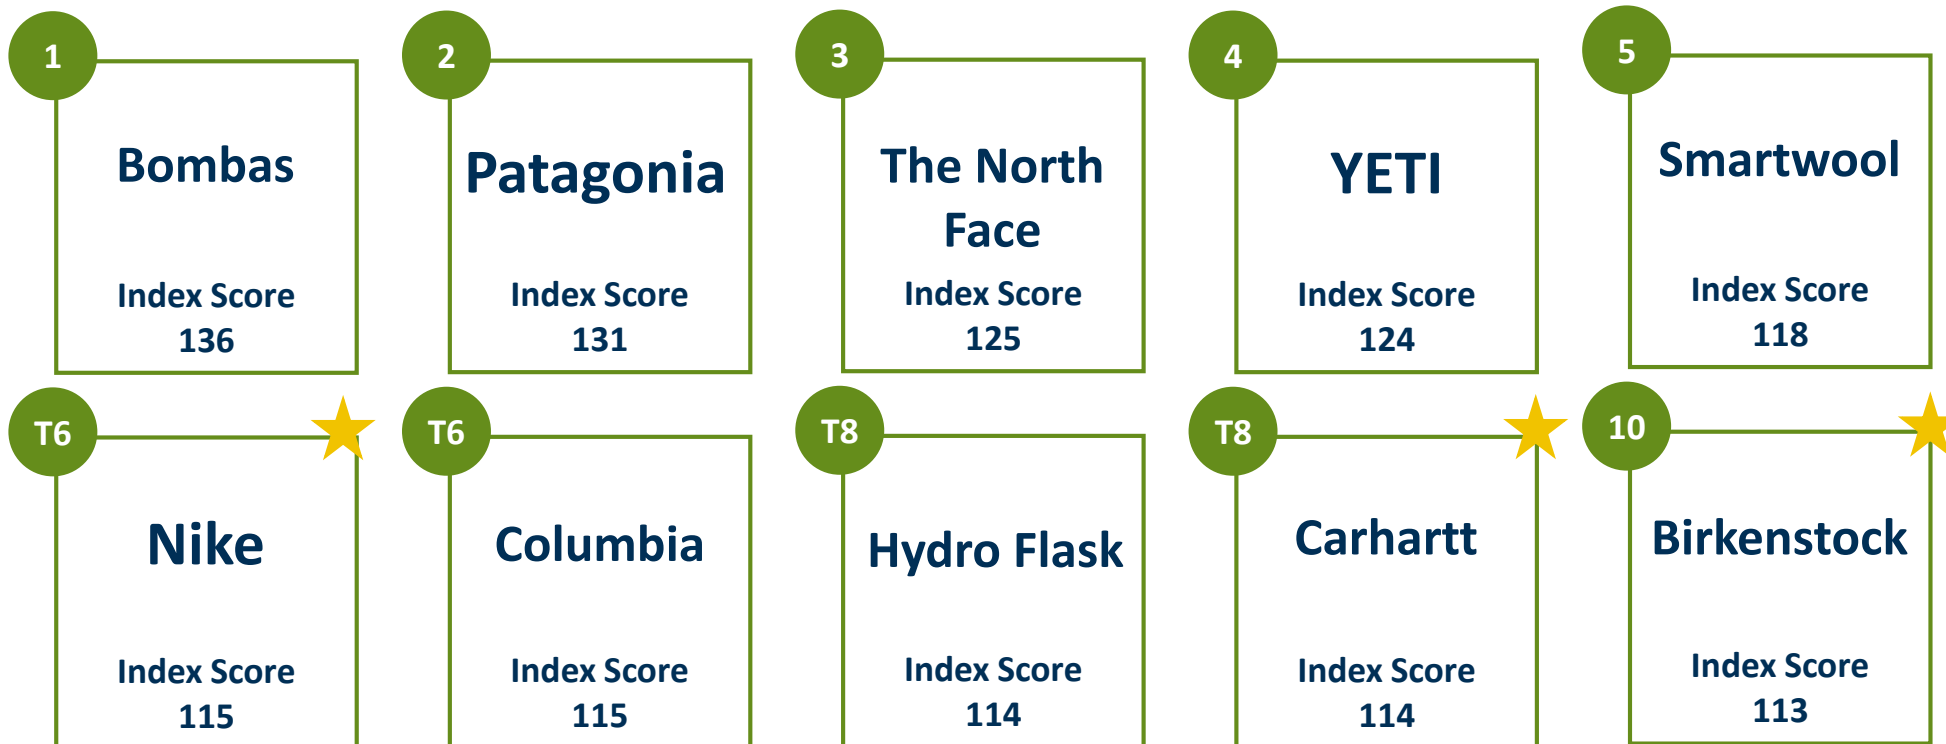 1
Bombas
Index Score
136
2
Patagonia
Index Score
131
3
The North
Face
Index Score
125
4
YETI
Index Score
124
5
Smartwool
Index Score
118
T6
Nike
Index Score
115
T6
Columbia
Index Score
115
T8
Hydro Flask
Index Score
114
T8
Carhartt
Index Score
114
10
Birkenstock
Index Score
113